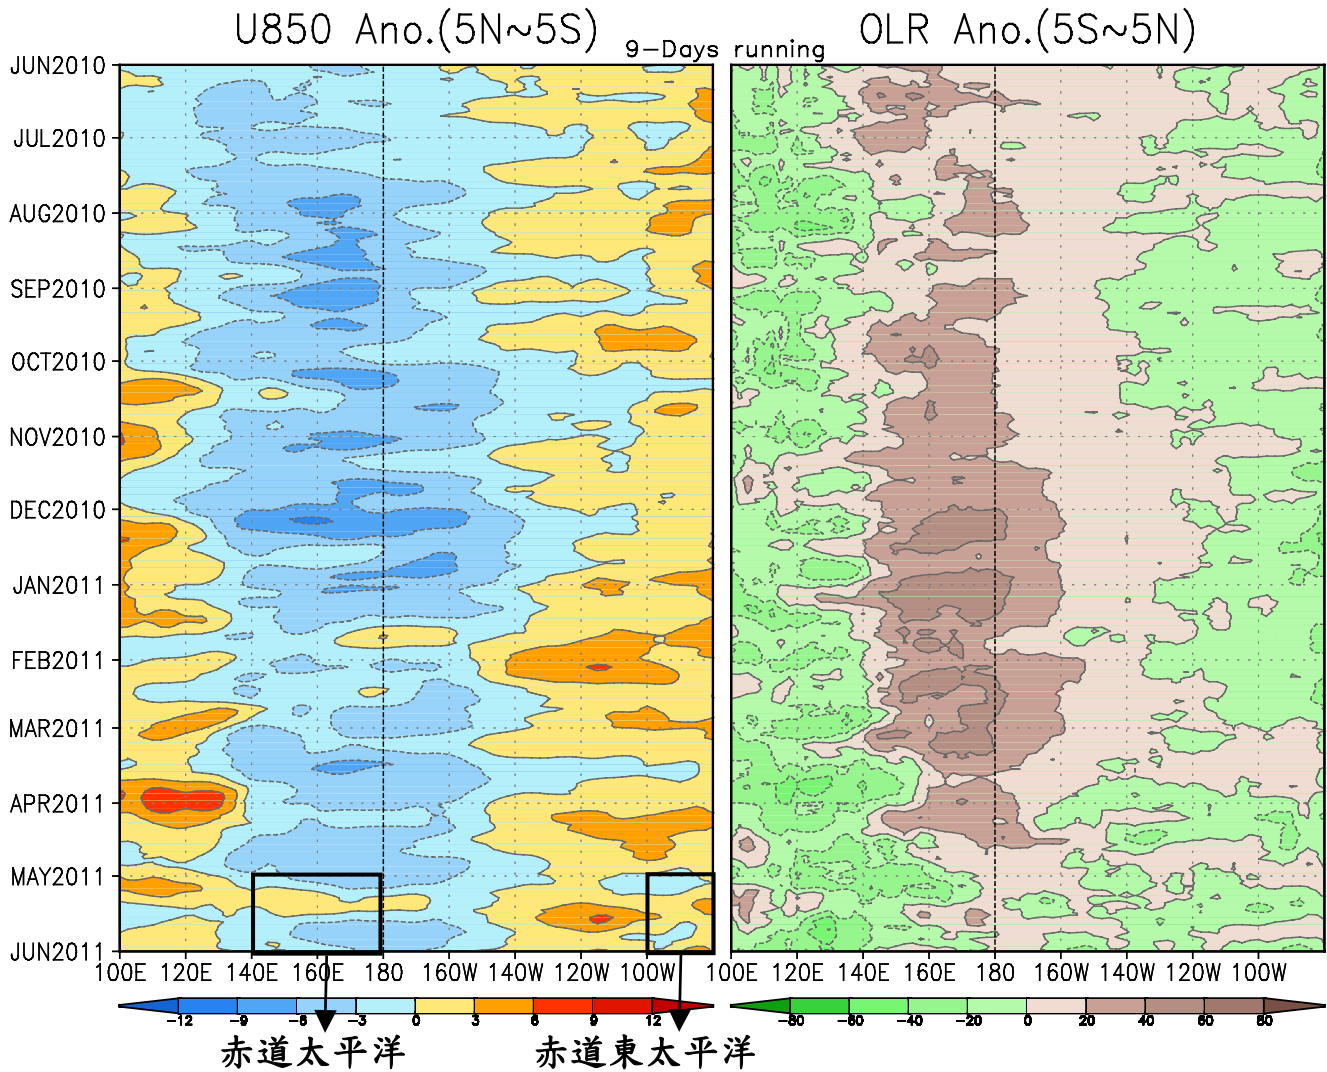 U850 Ano.(5N~5S)
9-Days running
OLR Ano.(5S~5N)
JUN2010
JUL2010
AUG2010
SEP2010
OCT2010
NOV2010
DEC2010
JAN2011
FEB2011
MAR2011
APR2011
MAY2011
JUN2011
100E 120E 140E 160E 180 160W 140W 120W 100W
100E 120E 140E 160E 180 160W 140W 120W 100W
-12 -9 -6 -3 0 3 6 9 12
-80 -60 -40 -20 0 20 40 60 80
赤道太平洋
赤道東太平洋